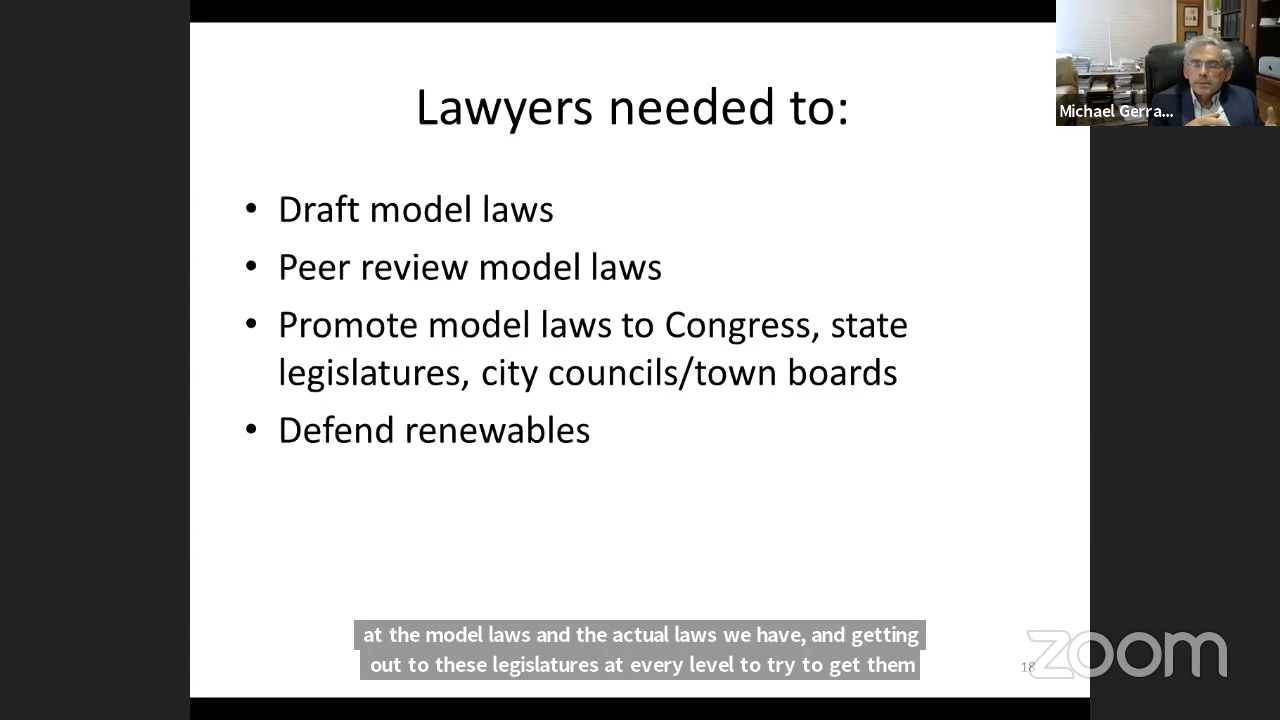 Lawyers needed to:
• Draft model laws
• Peer review model laws
• Promote model laws to Congress, state
legislatures, city councils/town boards
• Defend renewables
Michael Gerra...
at the model laws and the actual laws we have, and getting
out to these legislatures at every level to try to get them
18
zoom